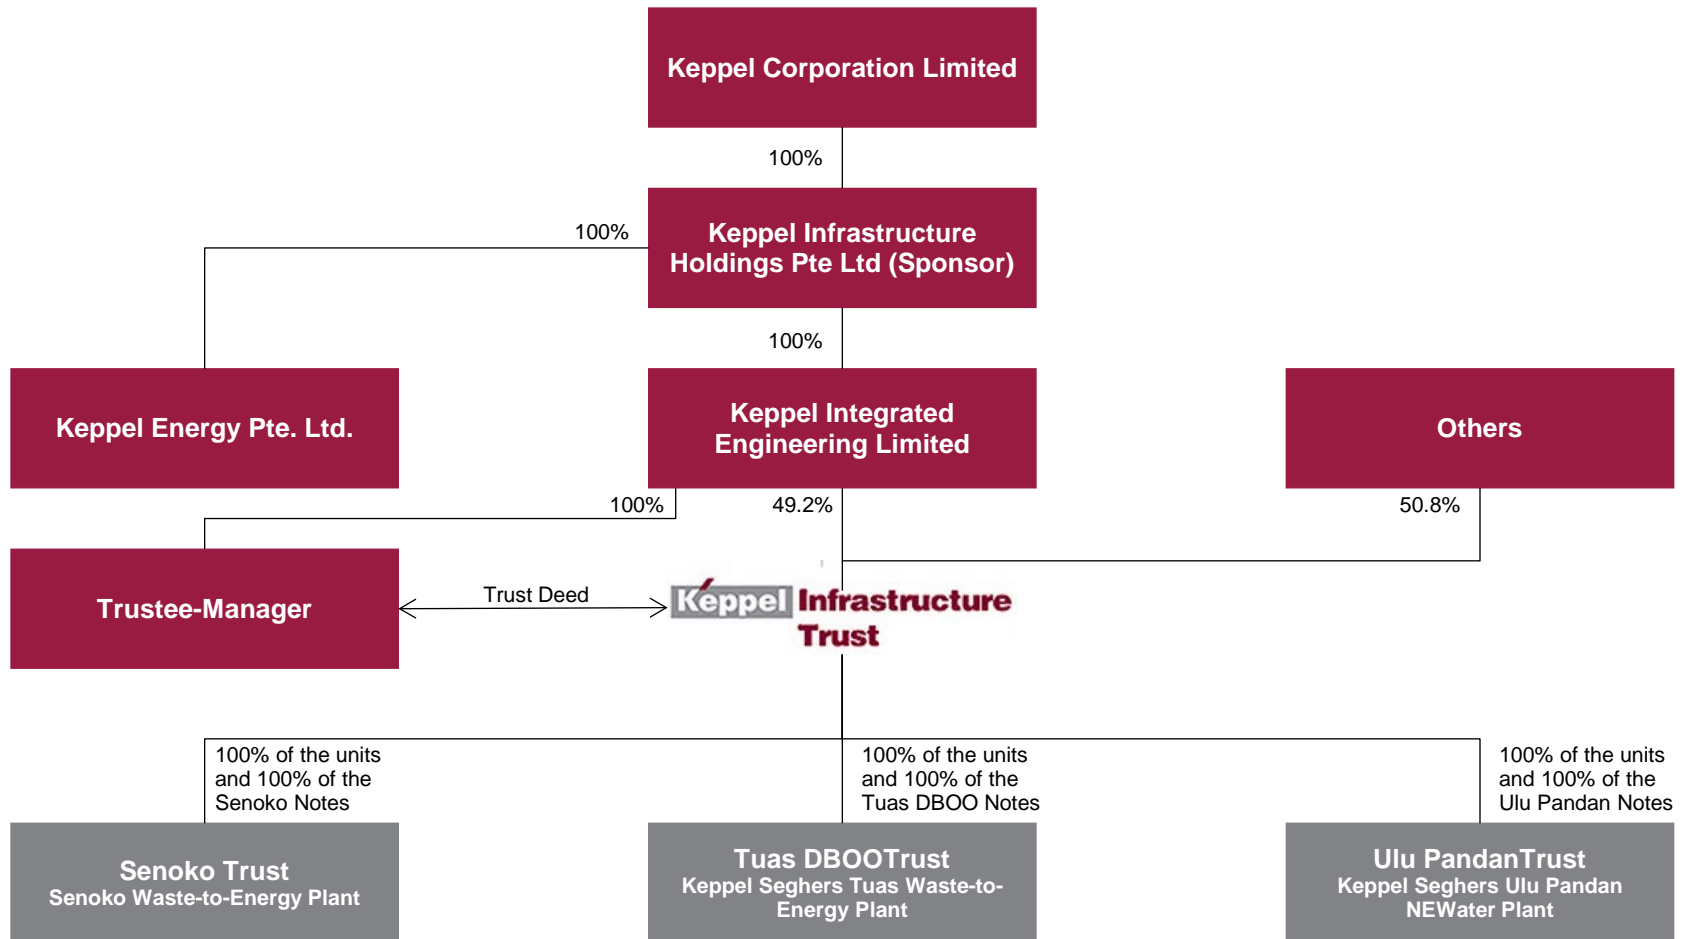 Keppel Corporation Limited
100%
100%
Keppel Infrastructure
Holdings Pte Ltd (Sponsor)
100%
Keppel Energy Pte. Ltd.
Keppel Integrated
Engineering Limited
Others
100%
49.2%
50.8%
Trustee-Manager
Trust Deed
Keppel Infrastructure
Trust
100% of the units
and 100% of the
Senoko Notes
100% of the units
and 100% of the
Tuas DBOO Notes
100% of the units
and 100% of the
Ulu Pandan Notes
Senoko Trust
Senoko Waste-to-Energy Plant
Tuas DBOOTrust
Keppel Seghers Tuas Waste-to-
Energy Plant
Ulu PandanTrust
Keppel Seghers Ulu Pandan
NEWater Plant